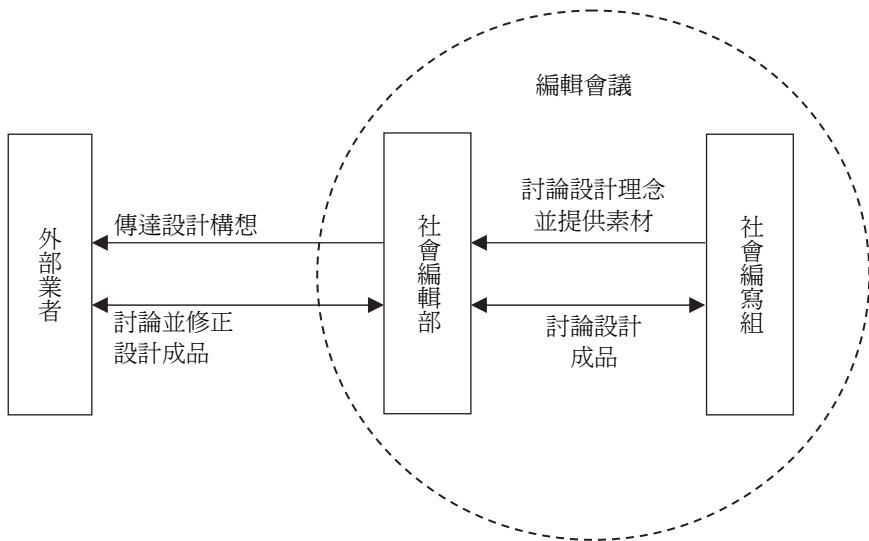 編輯會議
外部業者
傳達設計構想
討論並修正
設計成品
社會編輯部
討論設計理念
並提供素材
討論設計
成品
社會編寫組